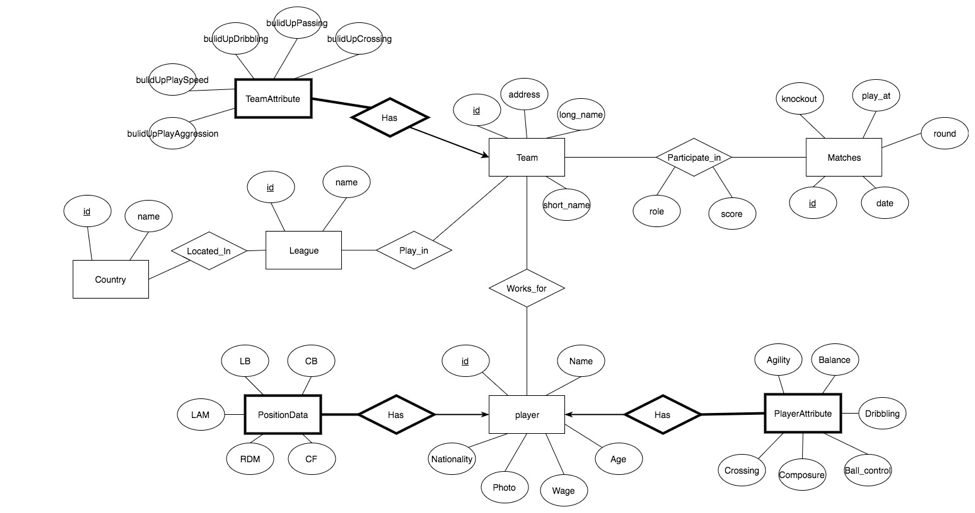 bulidUpPassing
bulidUpDribbling
bulidUpCrossing
bulidUpPlaySpeed
TeamAttribute
bulidUpPlayAggression
Has
id
address
long_name
Team
short_name
Participate_in
role
score
knockout
play_at
round
Matches
id
date
id
name
Country
Located_In
id
name
League
Play_in
Works_for
LB
CB
LAM
PositionData
RDM
CF
Has
id
Name
player
Nationality
Photo
Wage
Age
Has
Agility
Balance
PlayerAttribute
Dribbling
Crossing
Composure
Ball_control